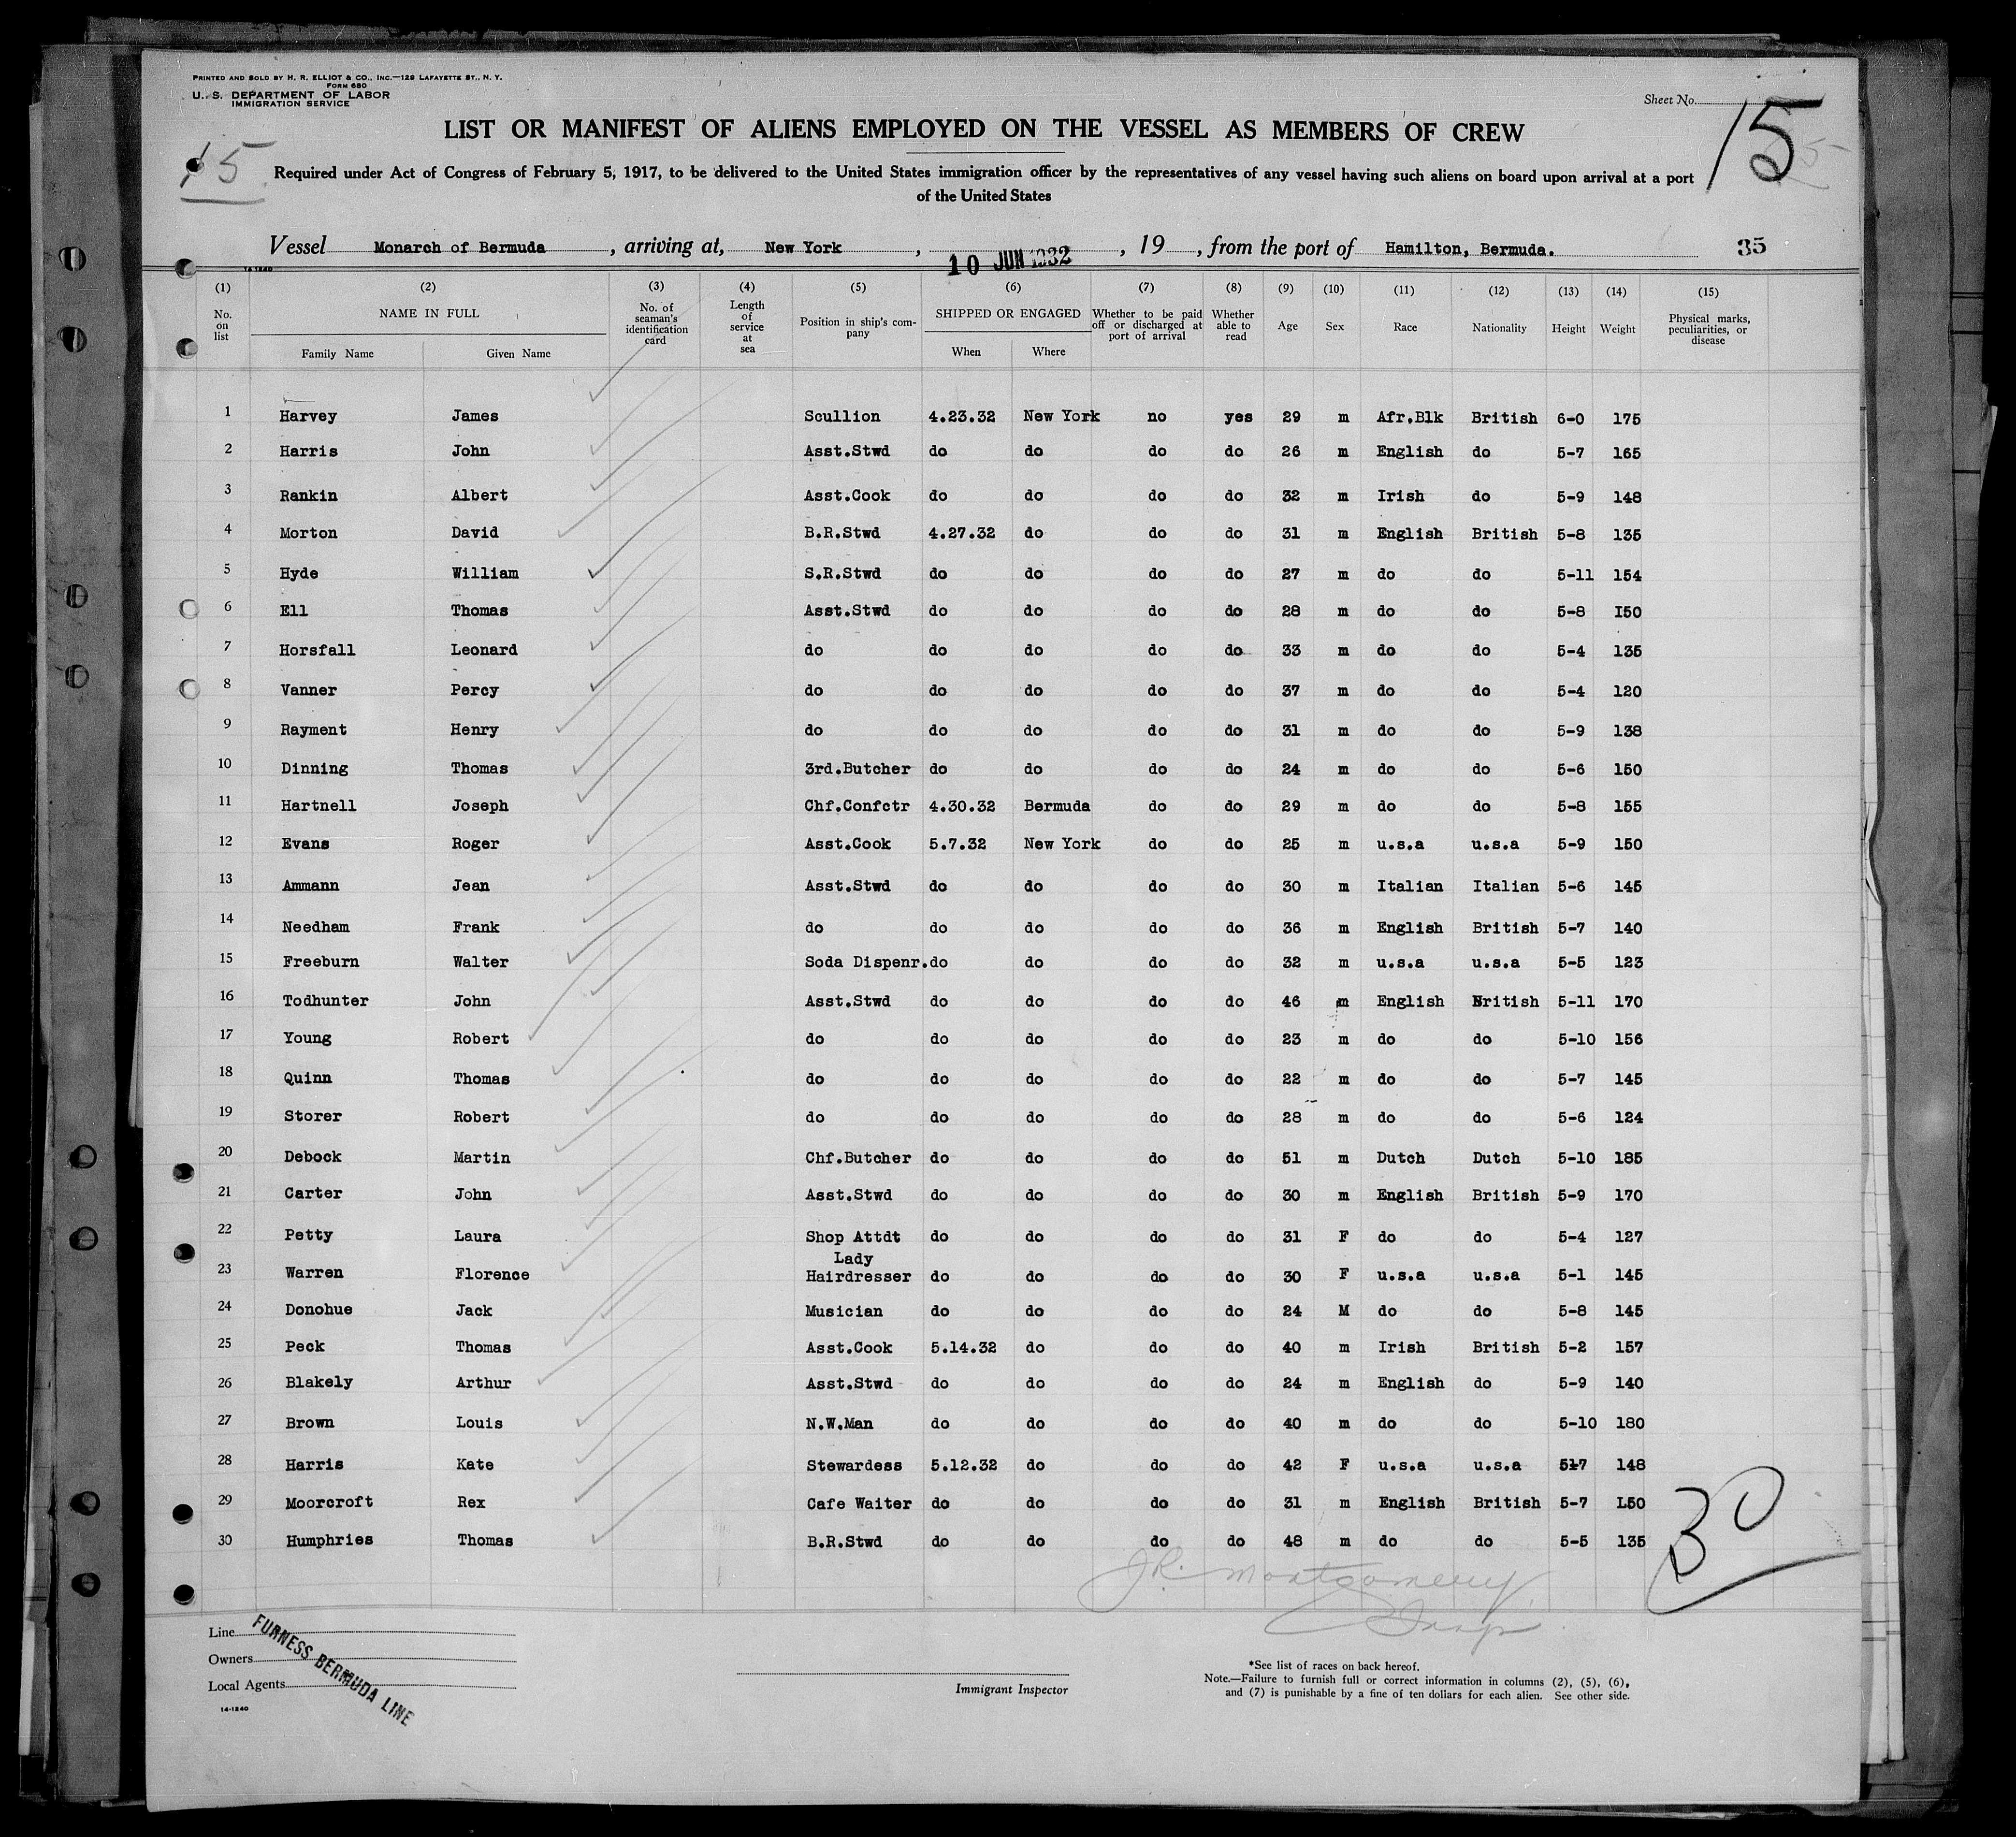 PRINTED AND SOLD BY H. R. ELLIOT & CO., INC.—129 LAFAYETTE ST., N. Y.
FORM 680
U. S. DEPARTMENT OF LABOR
IMMIGRATION SERVICE
Sheet No. 15
15
LIST OR MANIFEST OF ALIENS EMPLOYED ON THE VESSEL AS MEMBERS OF CREW
Required under Act of Congress of February 5, 1917, to be delivered to the United States immigration officer by the representatives of any vessel having such aliens on board upon arrival at a port
of the United States
Vessel Monarch of Bermuda, arriving at, New York, 10 JUN 1932, 19 , from the port of Hamilton, Bermuda. 35
14-1240
(1) No. on list (2) NAME IN FULL Family Name Given Name (3) No. of seaman's identification card (4) Length of service at sea (5) Position in ship's company (6) SHIPPED OR ENGAGED When Where (7) Whether to be paid off or discharged at port of arrival (8) Whether able to read (9) Age (10) Sex (11) Race (12) Nationality (13) Height (14) Weight (15) Physical marks, peculiarities, or disease
1 Harvey James Scullion 4.23.32 New York no yes 29 m Afr.Blk British 6-0 175
2 Harris John Asst.Stwd do do do do 26 m English do 5-7 165
3 Rankin Albert Asst.Cook do do do do 32 m Irish do 5-9 148
4 Morton David B.R.Stwd 4.27.32 do do do 31 m English British 5-8 135
5 Hyde William S.R.Stwd do do do do 27 m do do 5-11 154
6 Ell Thomas Asst.Stwd do do do do 28 m do do 5-8 I50
7 Horsfall Leonard do do do do do 33 m do do 5-4 135
8 Vanner Percy do do do do do 37 m do do 5-4 120
9 Rayment Henry do do do do do 31 m do do 5-9 138
10 Dinning Thomas 3rd.Butcher do do do do 24 m do do 5-6 150
11 Hartnell Joseph Chf.Confctr 4.30.32 Bermuda do do 29 m do do 5-8 155
12 Evans Roger Asst.Cook 5.7.32 New York do do 25 m u.s.a u.s.a 5-9 150
13 Ammann Jean Asst.Stwd do do do do 30 m Italian Italian 5-6 145
14 Needham Frank do do do do do 36 m English British 5-7 140
15 Freeburn Walter Soda Dispenr. do do do do 32 m u.s.a u.s.a 5-5 123
16 Todhunter John Asst.Stwd do do do do 46 m English British 5-11 170
17 Young Robert do do do do do 23 m do do 5-10 156
18 Quinn Thomas do do do do do 22 m do do 5-7 145
19 Storer Robert do do do do do 28 m do do 5-6 124
20 Debock Martin Chf.Butcher do do do do 51 m Dutch Dutch 5-10 185
21 Carter John Asst.Stwd do do do do 30 m English British 5-9 170
22 Petty Laura Shop Attdt do do do do 31 F do do 5-4 127
23 Warren Florence Lady Hairdresser do do do do 30 F u.s.a u.s.a 5-1 145
24 Donohue Jack Musician do do do do 24 M do do 5-8 145
25 Peck Thomas Asst.Cook 5.14.32 do do do 40 m Irish British 5-2 157
26 Blakely Arthur Asst.Stwd do do do do 24 m English do 5-9 140
27 Brown Louis N.W.Man do do do do 40 m do do 5-10 180
28 Harris Kate Stewardess 5.12.32 do do do 42 F u.s.a u.s.a 5-7 148
29 Moorcroft Rex Cafe Waiter do do do do 31 m English British 5-7 L50
30 Humphries Thomas B.R.Stwd do do do do 48 m do do 5-5 135
30
J.R. Montgomery
Insp
Line
Owners
Local Agents
FURNESS BERMUDA LINE
14-1240
Immigrant Inspector
*See list of races on back hereof.
Note.—Failure to furnish full or correct information in columns (2), (5), (6),
and (7) is punishable by a fine of ten dollars for each alien. See other side.